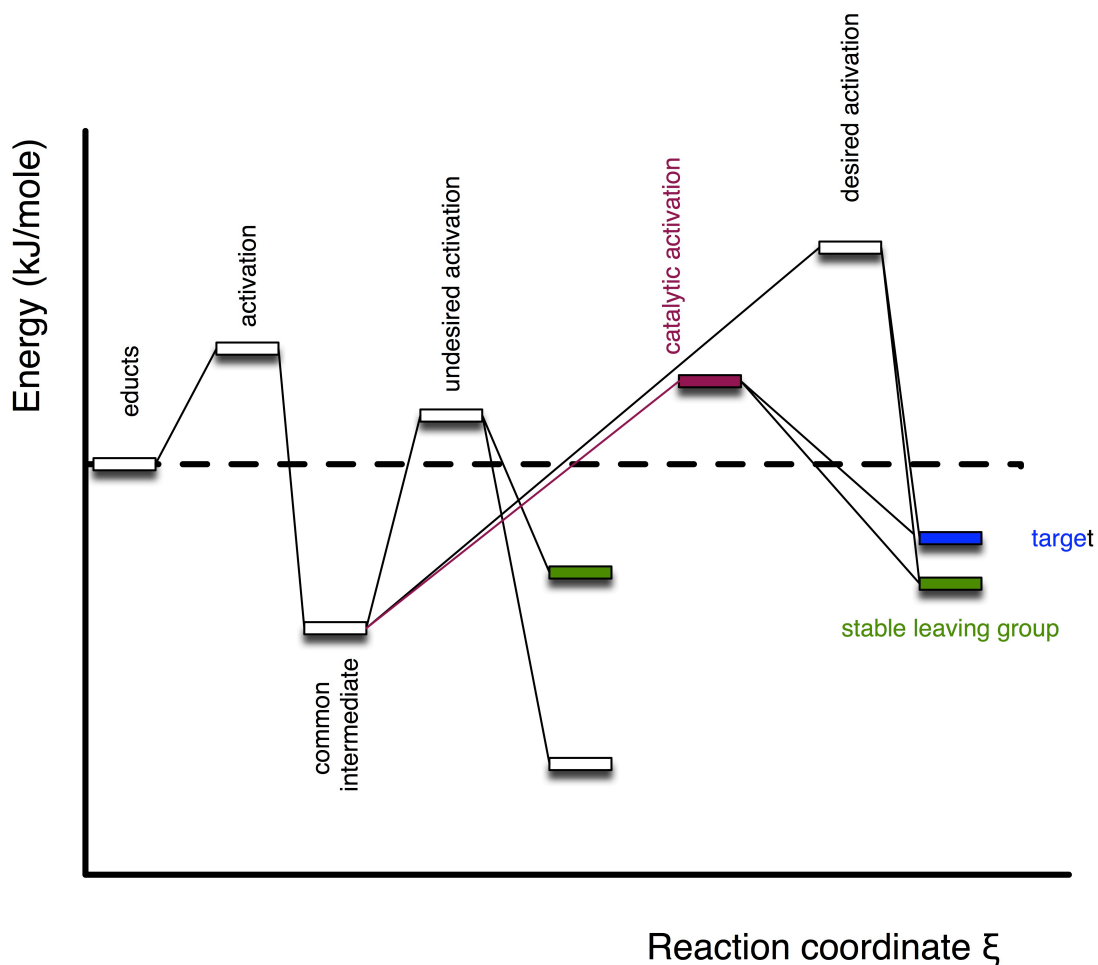 Energy (kJ/mole)
educts
activation
undesired activation
catalytic activation
desired activation
common
intermediate
target
stable leaving group
Reaction coordinate ξ